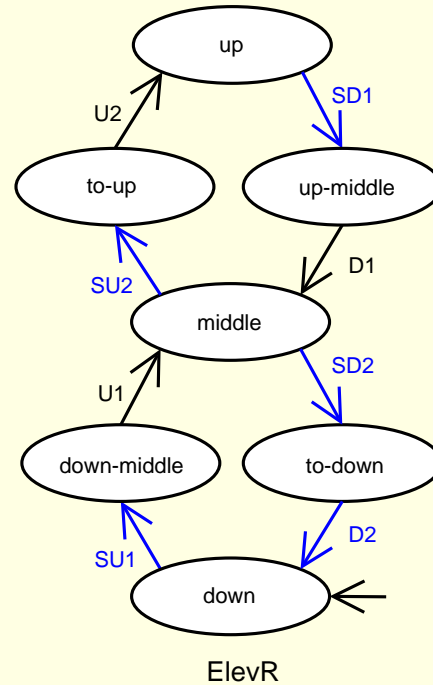 up
SD1
U2
to-up
up-middle
D1
SU2
middle
SD2
U1
down-middle
to-down
D2
SU1
down
ElevR